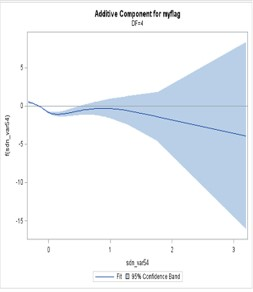 Additive Component for myflag
DF=4
f(sdn_var54)
5
0
-5
-10
-15
0
1
2
3
sdn_var54
Fit
95% Confidence Band